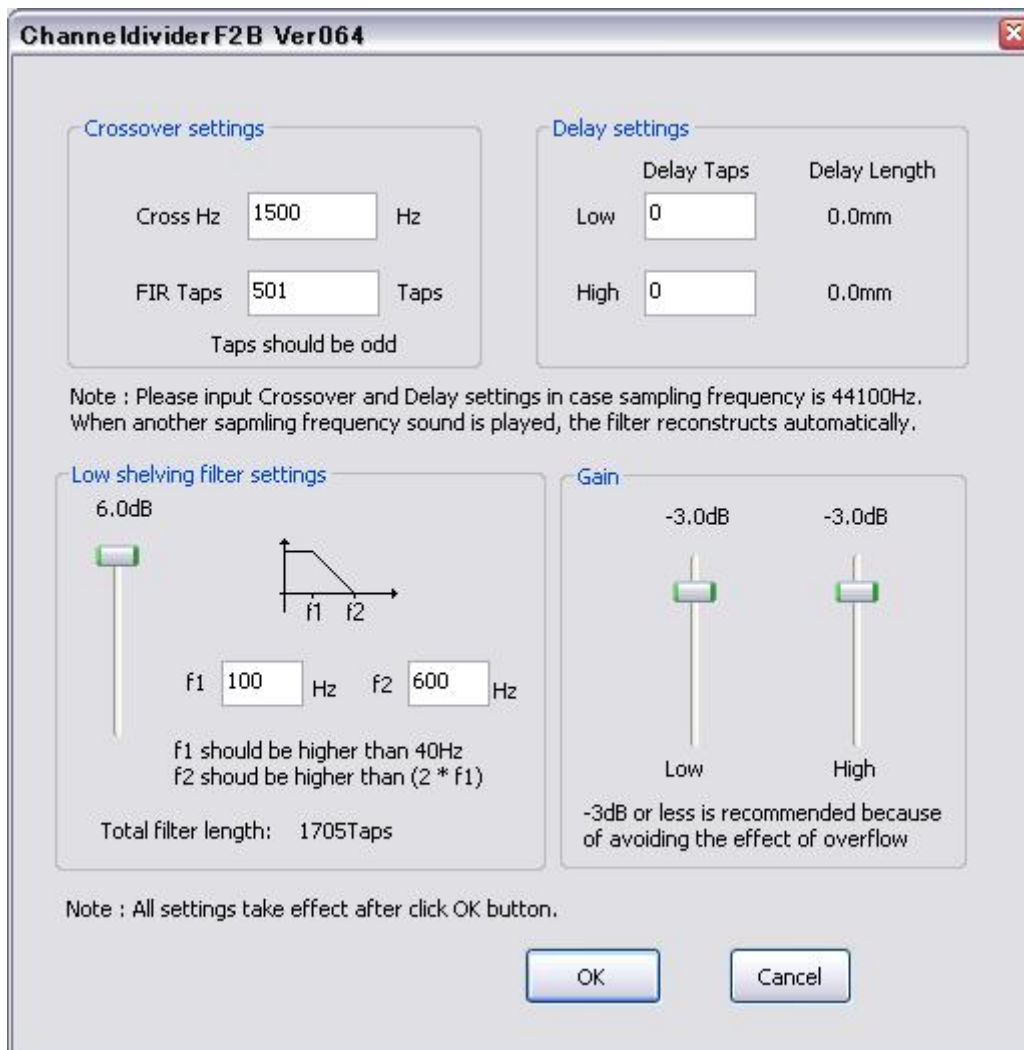 ChanneldividerF2B Ver064
Crossover settings
Cross Hz 1500 Hz
FIR Taps 501 Taps
Taps should be odd
Delay settings
Delay Taps Delay Length
Low 0 0.0mm
High 0 0.0mm
Note : Please input Crossover and Delay settings in case sampling frequency is 44100Hz.
When another sapmling frequency sound is played, the filter reconstructs automatically.
Low shelving filter settings
6.0dB
f1 f2
f1 100 Hz f2 600 Hz
f1 should be higher than 40Hz
f2 shoud be higher than (2 * f1)
Total filter length: 1705Taps
Gain
-3.0dB -3.0dB
Low High
-3dB or less is recommended because
of avoiding the effect of overflow
Note : All settings take effect after click OK button.
OK Cancel